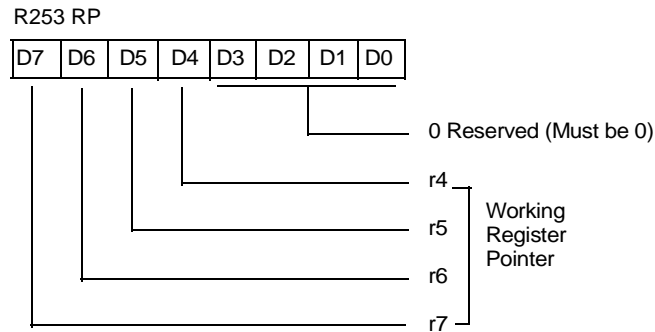 R253 RP
D7 D6 D5 D4 D3 D2 D1 D0
0 Reserved (Must be 0)
r4
r5
r6
r7
Working
Register
Pointer